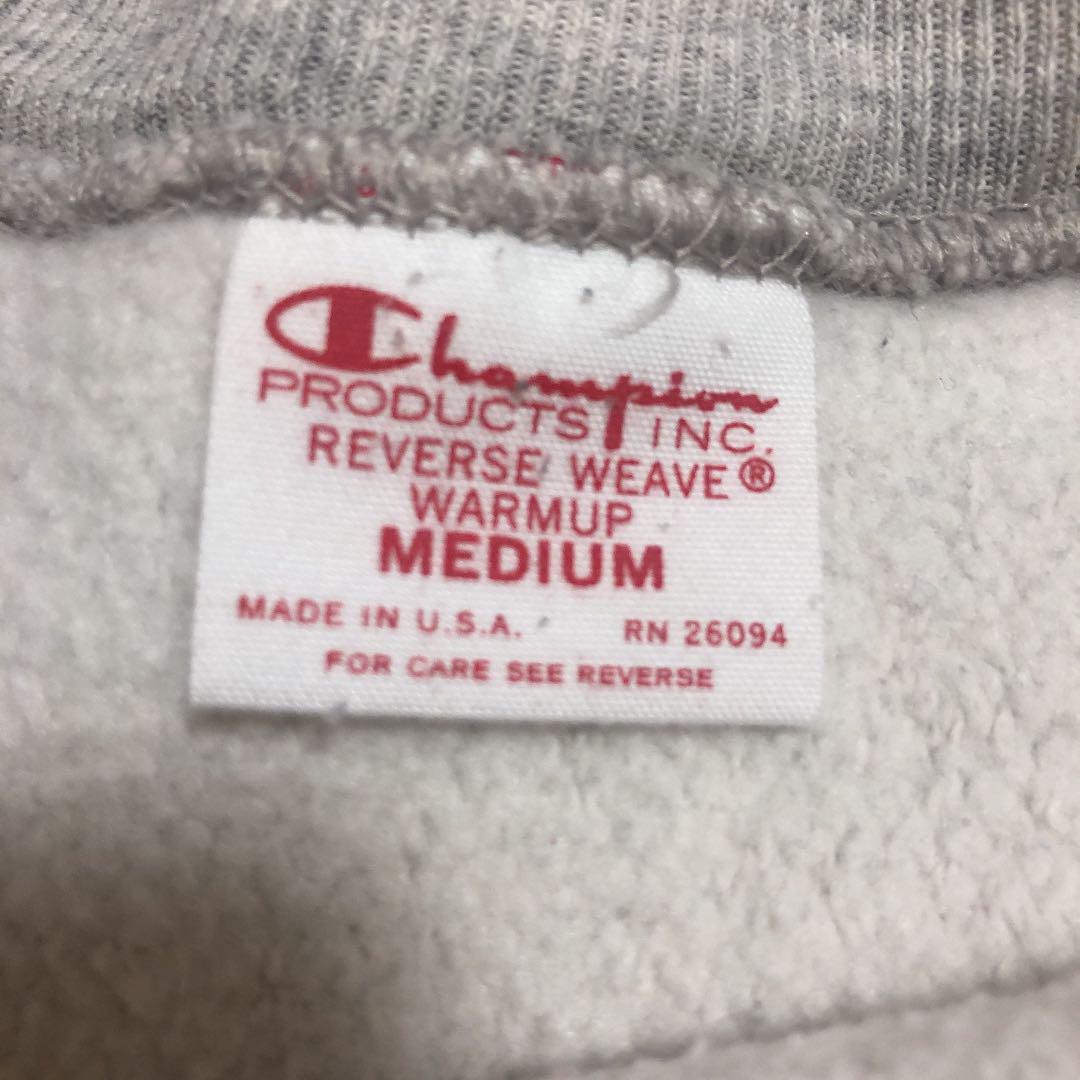 Champion
PRODUCTS INC.
REVERSE WEAVE®
WARMUP
MEDIUM
MADE IN U.S.A. RN 26094
FOR CARE SEE REVERSE